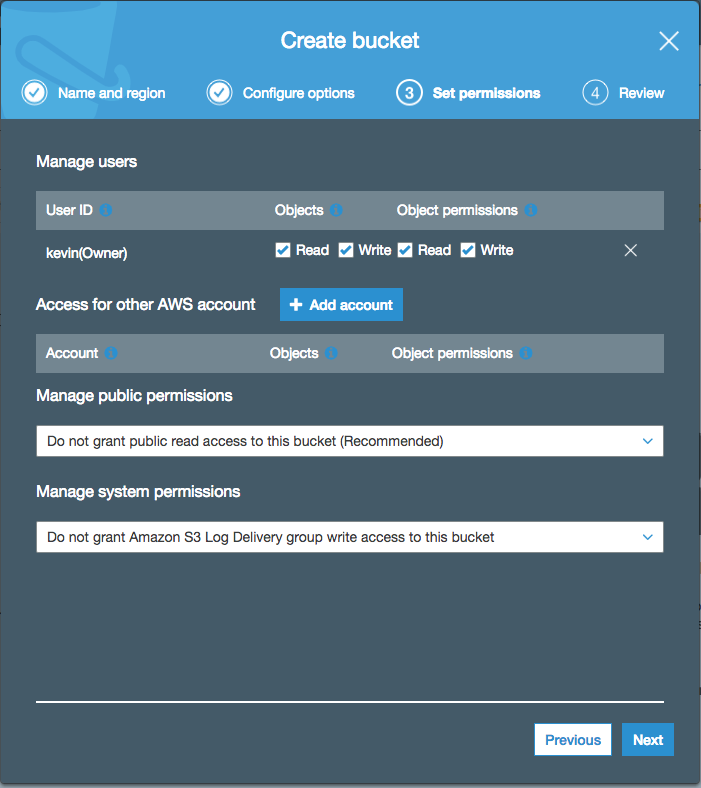 Create bucket
Name and region
Configure options
3 Set permissions
4 Review
Manage users
User ID Objects Object permissions
kevin(Owner) Read Write Read Write
Access for other AWS account + Add account
Account Objects Object permissions
Manage public permissions
Do not grant public read access to this bucket (Recommended)
Manage system permissions
Do not grant Amazon S3 Log Delivery group write access to this bucket
Previous Next